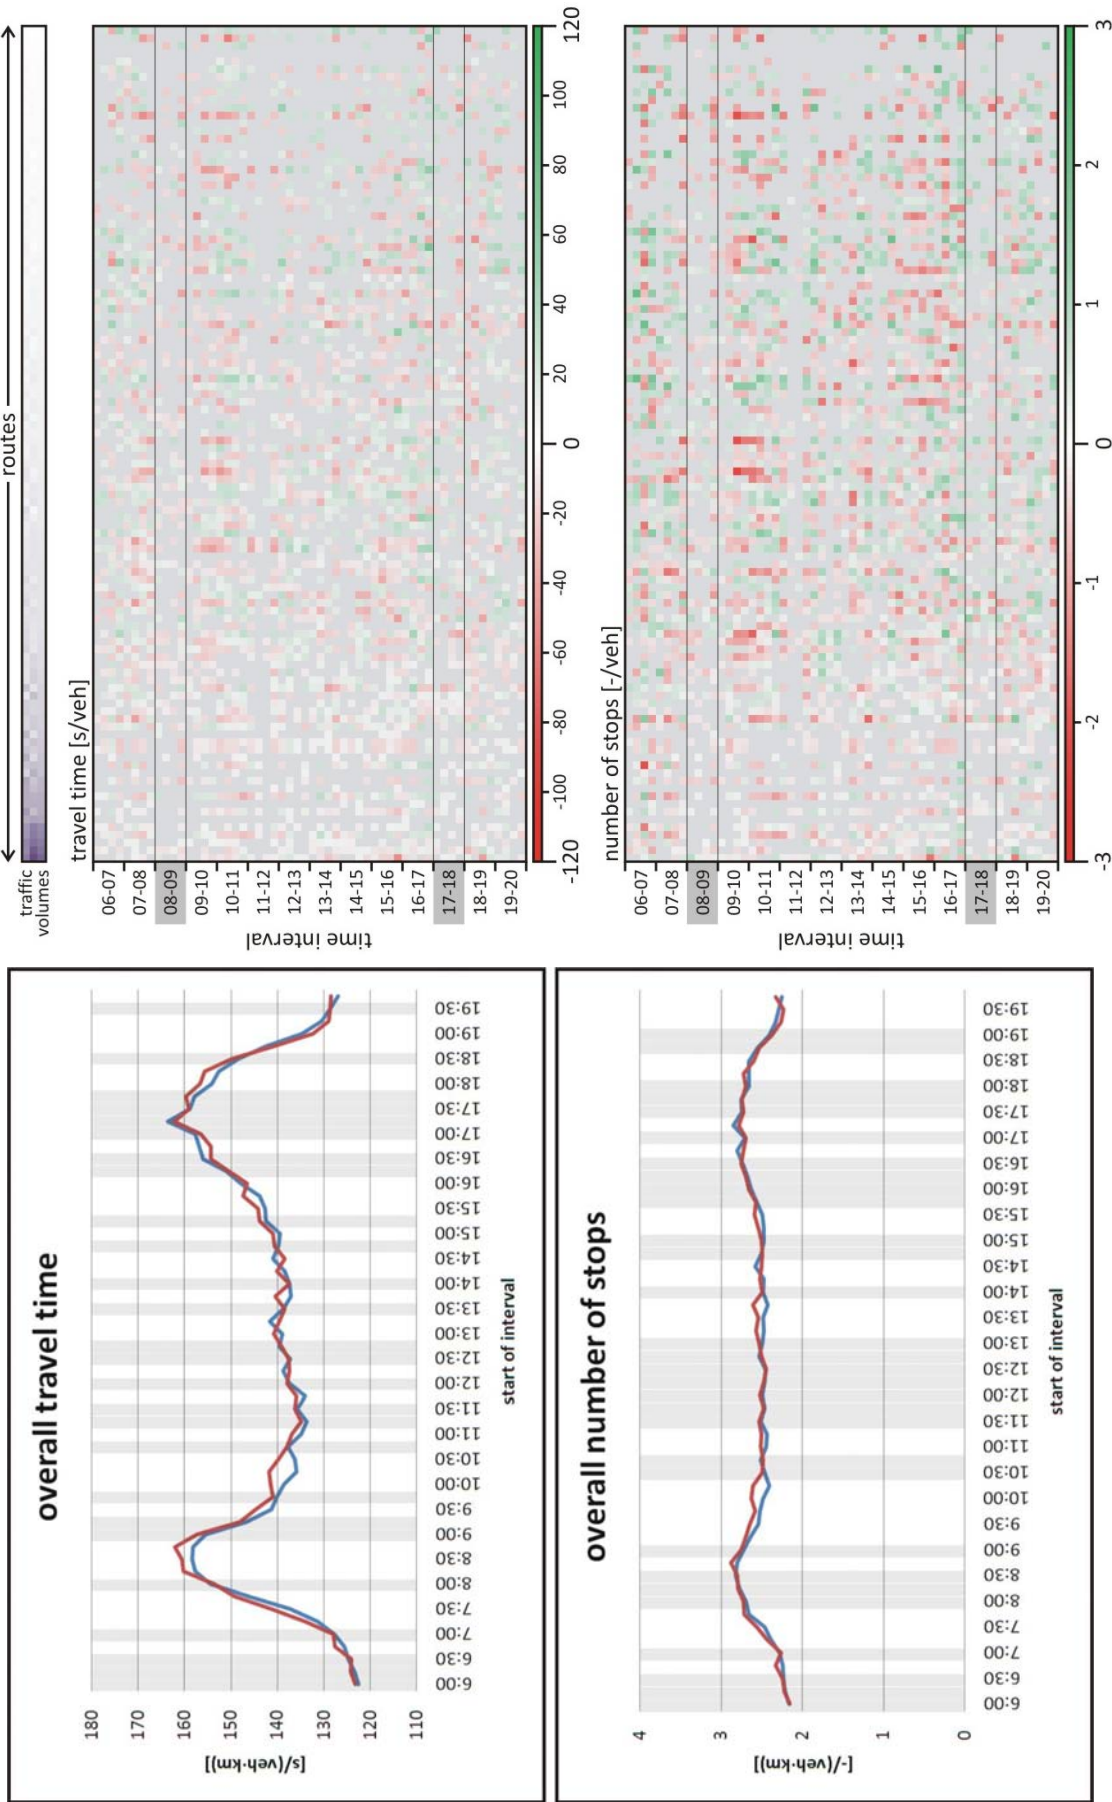 routes
traffic
volumes
travel time [s/veh]
06-07
07-08
08-09
09-10
10-11
11-12
12-13
13-14
14-15
15-16
16-17
17-18
18-19
19-20
time interval
-120 -100 -80 -60 -40 -20 0 20 40 60 80 100 120
number of stops [-/veh]
06-07
07-08
08-09
09-10
10-11
11-12
12-13
13-14
14-15
15-16
16-17
17-18
18-19
19-20
time interval
-3 -2 -1 0 1 2 3
overall travel time
180
170
160
150
140
130
120
110
[s/(veh·km)]
6:00 6:30 7:00 7:30 8:00 8:30 9:00 9:30 10:00 10:30 11:00 11:30 12:00 12:30 13:00 13:30 14:00 14:30 15:00 15:30 16:00 16:30 17:00 17:30 18:00 18:30 19:00 19:30
start of interval
overall number of stops
4
3
2
1
0
[-/(veh·km)]
6:00 6:30 7:00 7:30 8:00 8:30 9:00 9:30 10:00 10:30 11:00 11:30 12:00 12:30 13:00 13:30 14:00 14:30 15:00 15:30 16:00 16:30 17:00 17:30 18:00 18:30 19:00 19:30
start of interval